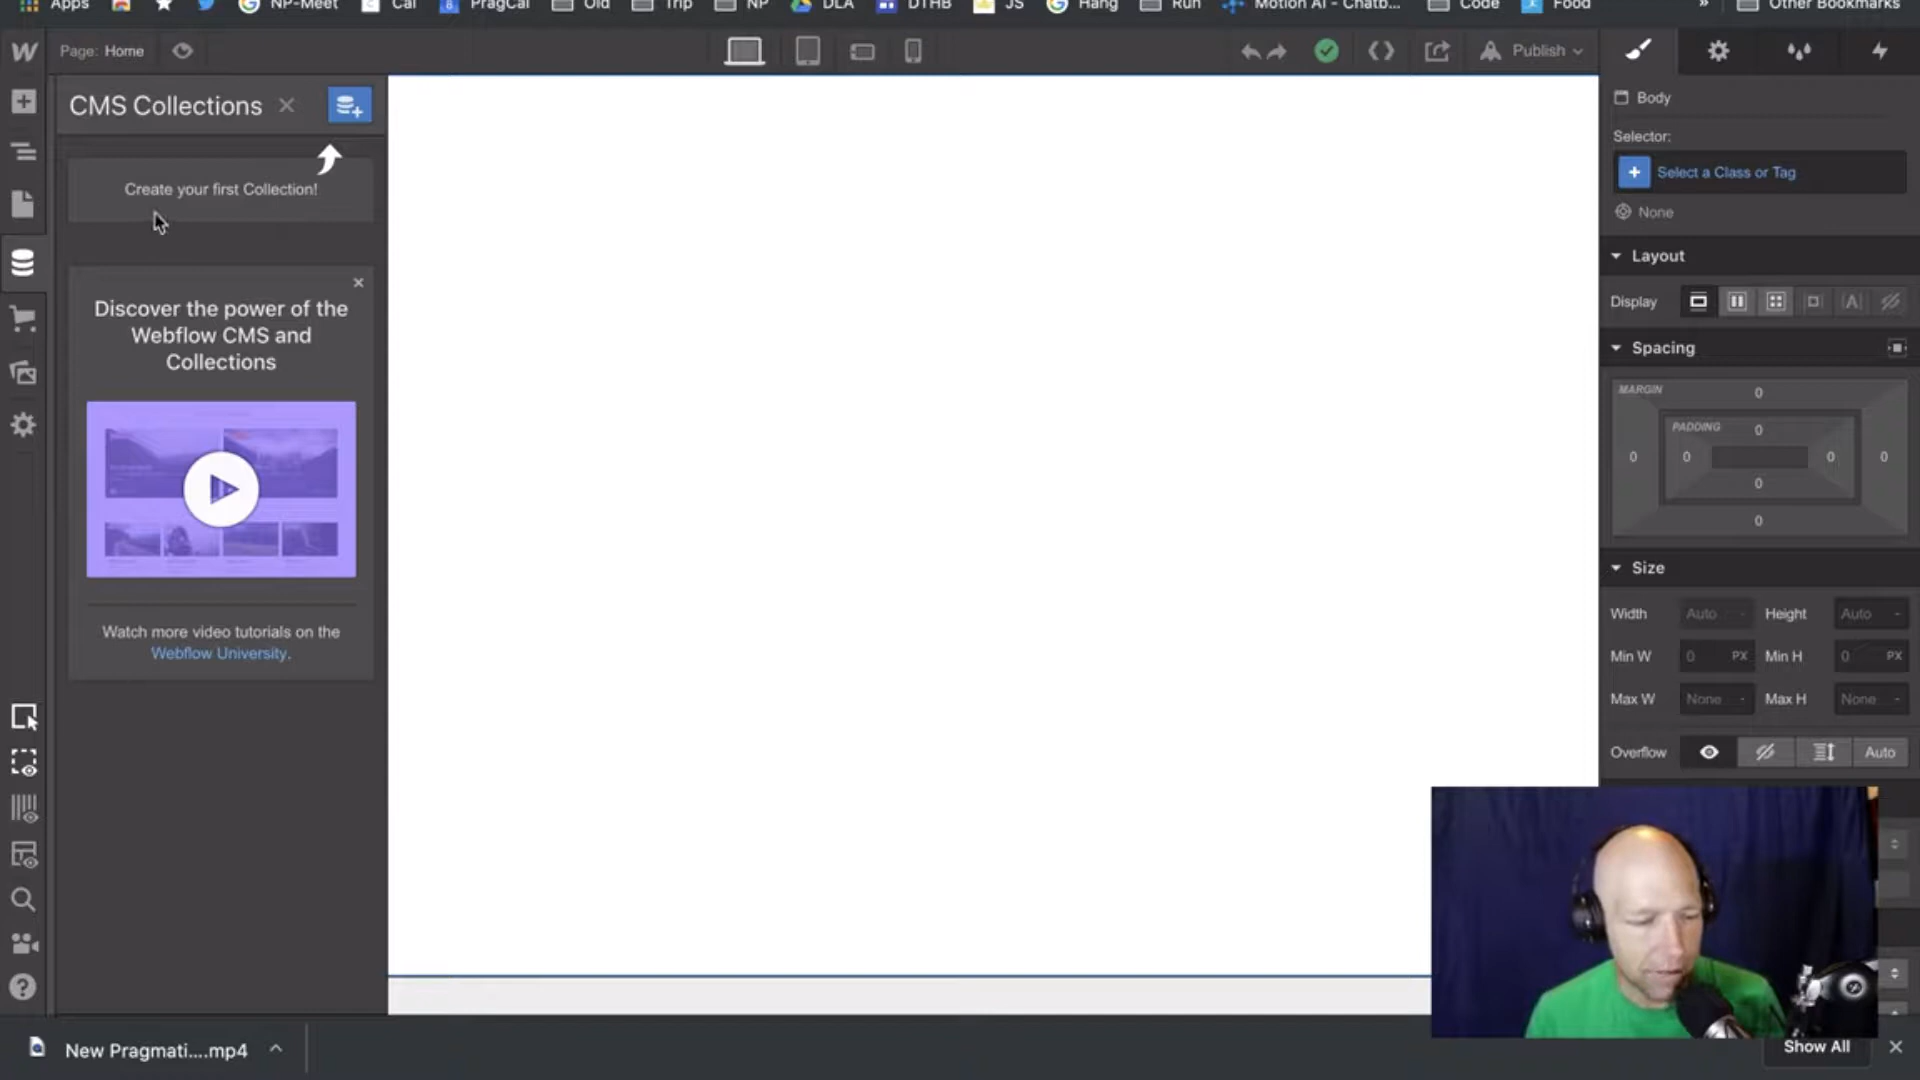 Apps
NP-Meet
Cal
PragCal
Old
Trip
NP
DLA
DTHB
JS
Hang
Run
Motion AI - Chatb...
Code
Food
»
Other Bookmarks
Page: Home
Publish
CMS Collections
Create your first Collection!
Discover the power of the
Webflow CMS and
Collections
Watch more video tutorials on the
Webflow University.
Body
Selector:
+ Select a Class or Tag
None
Layout
Display
Spacing
MARGIN
0
PADDING
0
0 0 0 0
0
0
Size
Width Auto - Height Auto -
Min W 0 PX Min H 0 PX
Max W None - Max H None -
Overflow Auto
New Pragmati....mp4
Show All